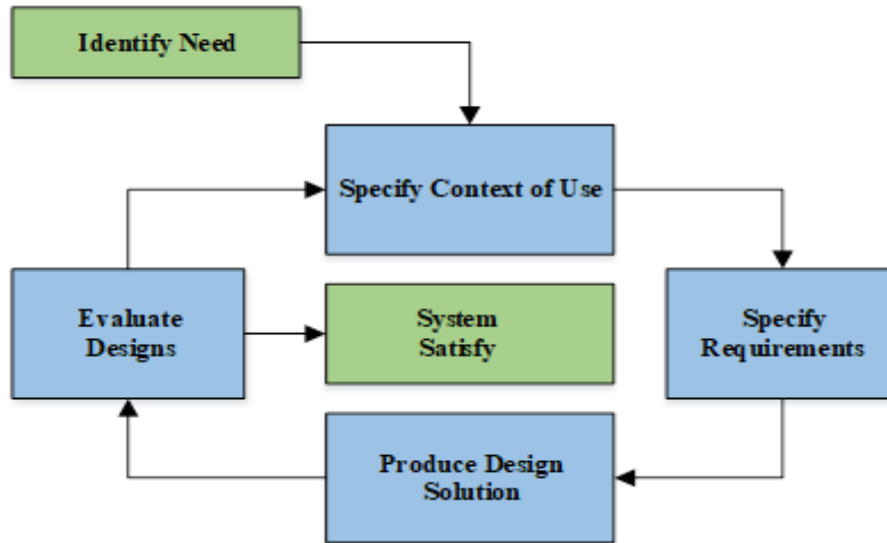 Identify Need
Specify Context of Use
Evaluate
Designs
System
Satisfy
Specify
Requirements
Produce Design
Solution